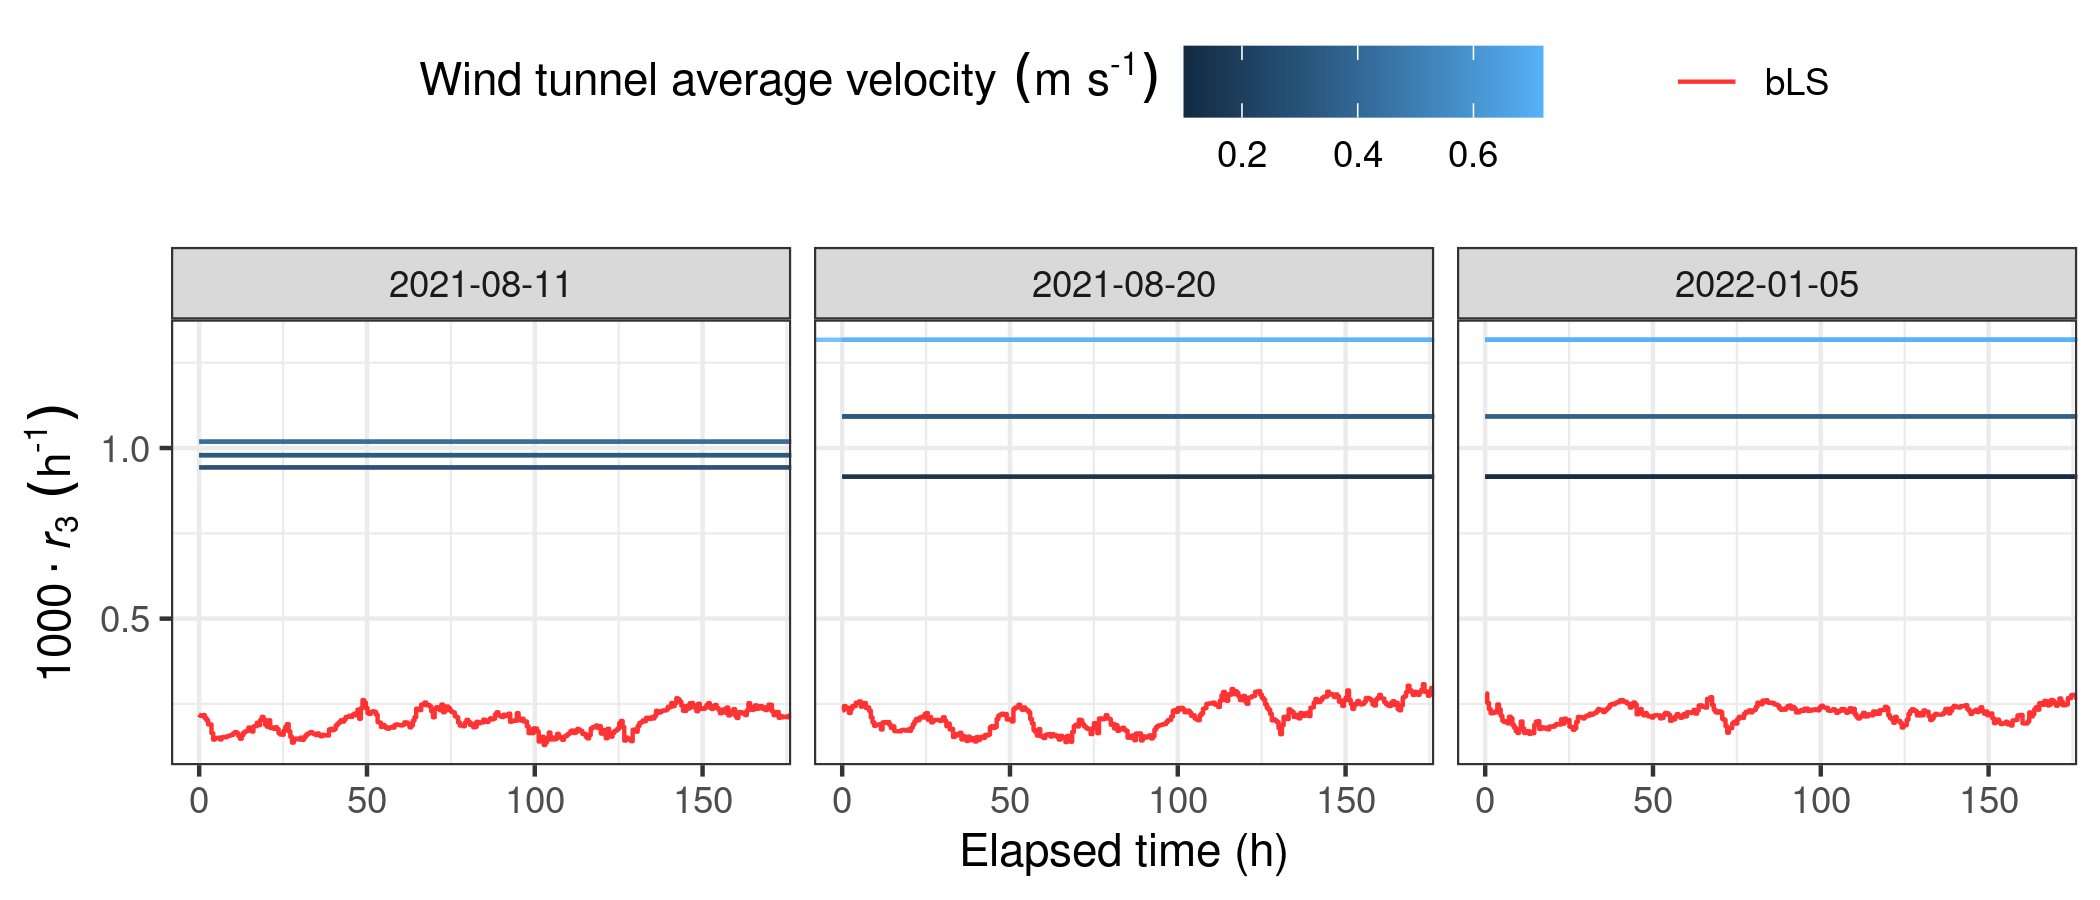 Wind tunnel average velocity (m s⁻¹)
0.2 0.4 0.6
bLS
2021-08-11 2021-08-20 2022-01-05
1000 · r₃ (h⁻¹)
1.0
0.5
0 50 100 150 0 50 100 150 0 50 100 150
Elapsed time (h)